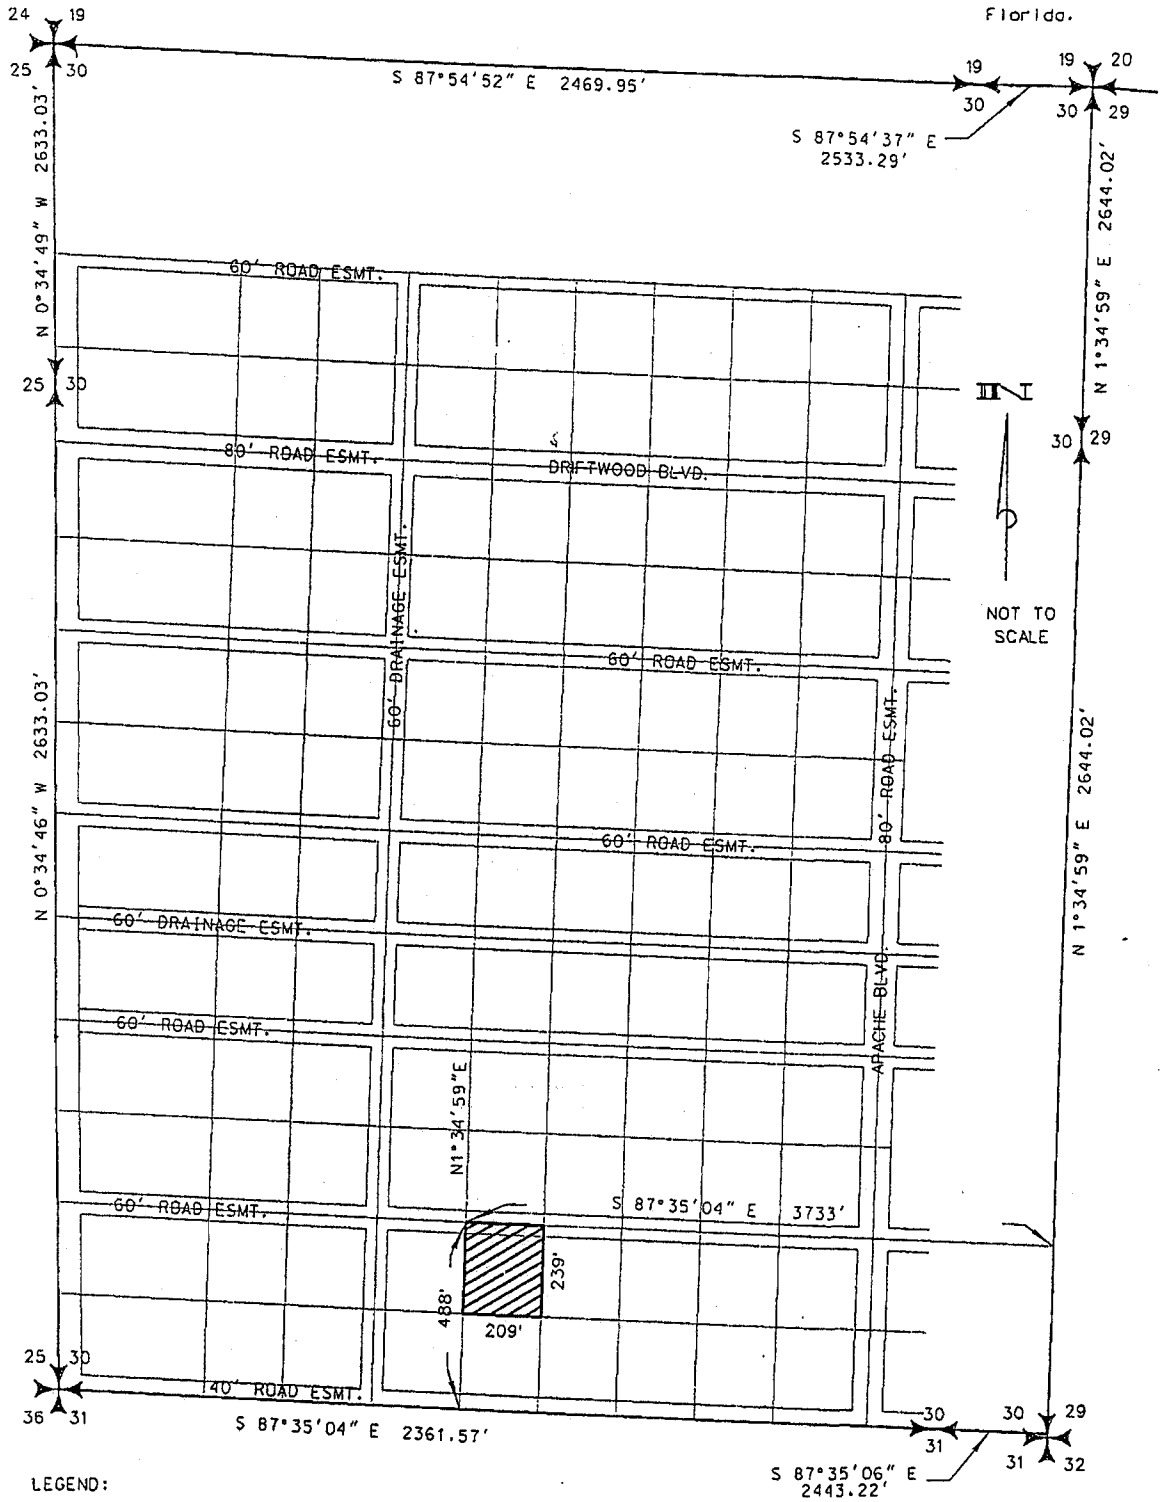 Florida.
24 19
25 30
S 87°54'52" E 2469.95'
19
30
19 20
30 29
S 87°54'37" E
2533.29'
N 0°34'49" W 2633.03'
N 1°34'59" E 2644.02'
60' ROAD ESMT.
25 30
N
30 29
80' ROAD ESMT.
DRIFTWOOD BLVD.
60' DRAINAGE ESMT.
NOT TO
SCALE
60' ROAD ESMT.
80' ROAD ESMT.
N 0°34'46" W 2633.03'
N 1°34'59" E 2644.02'
60' ROAD ESMT.
60' DRAINAGE ESMT.
APACHE BLVD.
60' ROAD ESMT.
N1°34'59"E
60' ROAD ESMT.
S 87°35'04" E 3733'
239'
488'
209'
25 30
36 31
40' ROAD ESMT.
S 87°35'04" E 2361.57'
30
31
30 29
31 32
S 87°35'06" E
2443.22'
LEGEND: